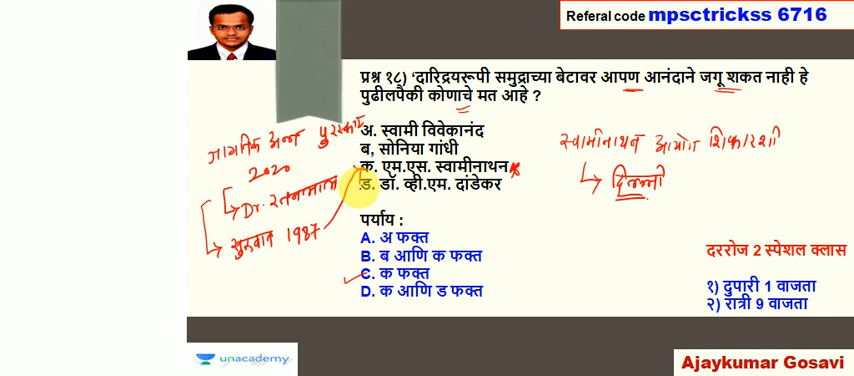 Referal code mpsctrickss 6716
प्रश्न १८) ‘दारिद्रयरूपी समुद्राच्या बेटावर आपण आनंदाने जगू शकत नाही हे
पुढीलपैकी कोणाचे मत आहे ?
अ. स्वामी विवेकानंद
ब, सोनिया गांधी
क. एम.एस. स्वामीनाथन
ड. डॉ. व्ही.एम. दांडेकर
पर्याय :
A. अ फक्त
B. ब आणि क फक्त
C. क फक्त
D. क आणि ड फक्त
जागतिक अन्न पुरस्कार
2020
Dr. रतनलाल
सुरुवात 1987
स्वामीनाथन आयोग शिफारशी
दिल्ली
दररोज 2 स्पेशल क्लास
१) दुपारी 1 वाजता
२) रात्री 9 वाजता
unacademy
Ajaykumar Gosavi